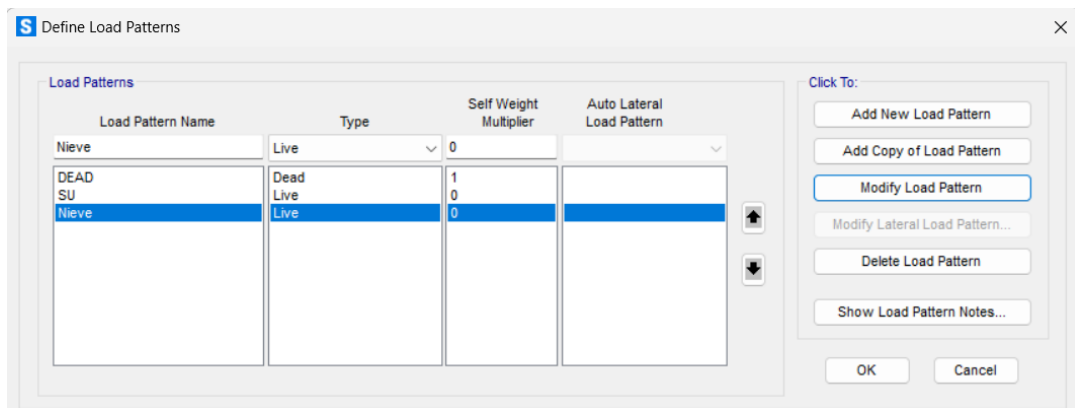 S Define Load Patterns
Load Patterns
Click To:
Load Pattern Name Type Self Weight Multiplier Auto Lateral Load Pattern
Nieve Live 0
DEAD Dead 1
SU Live 0
Nieve Live 0
Add New Load Pattern
Add Copy of Load Pattern
Modify Load Pattern
Modify Lateral Load Pattern...
Delete Load Pattern
Show Load Pattern Notes...
OK Cancel